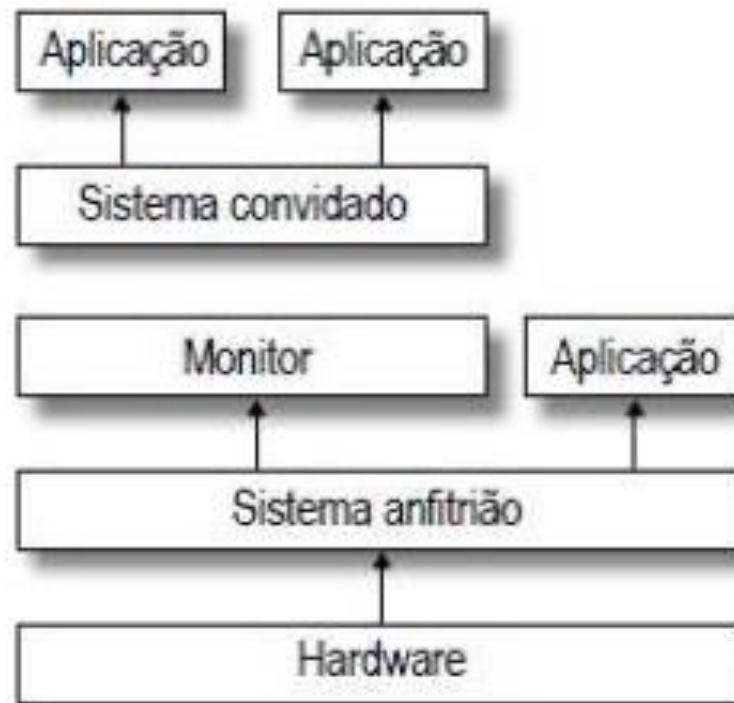 Aplicação Aplicação
Sistema convidado
Monitor Aplicação
Sistema anfitrião
Hardware